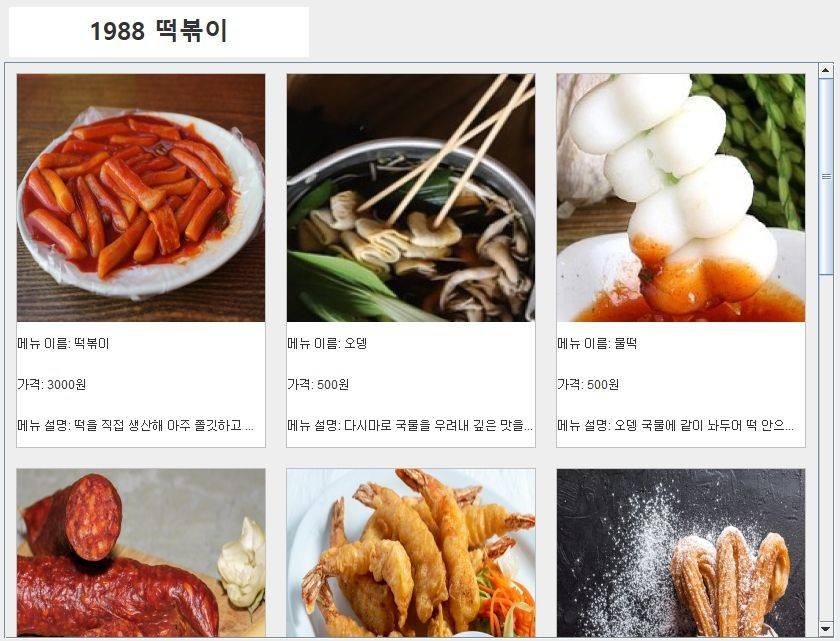 1988 떡볶이
메뉴 이름: 떡볶이
가격: 3000원
메뉴 설명: 떡을 직접 생산해 아주 쫄깃하고 ...
메뉴 이름: 오뎅
가격: 500원
메뉴 설명: 다시마로 국물을 우려내 깊은 맛을...
메뉴 이름: 물떡
가격: 500원
메뉴 설명: 오뎅 국물에 같이 놔두어 떡 안으...